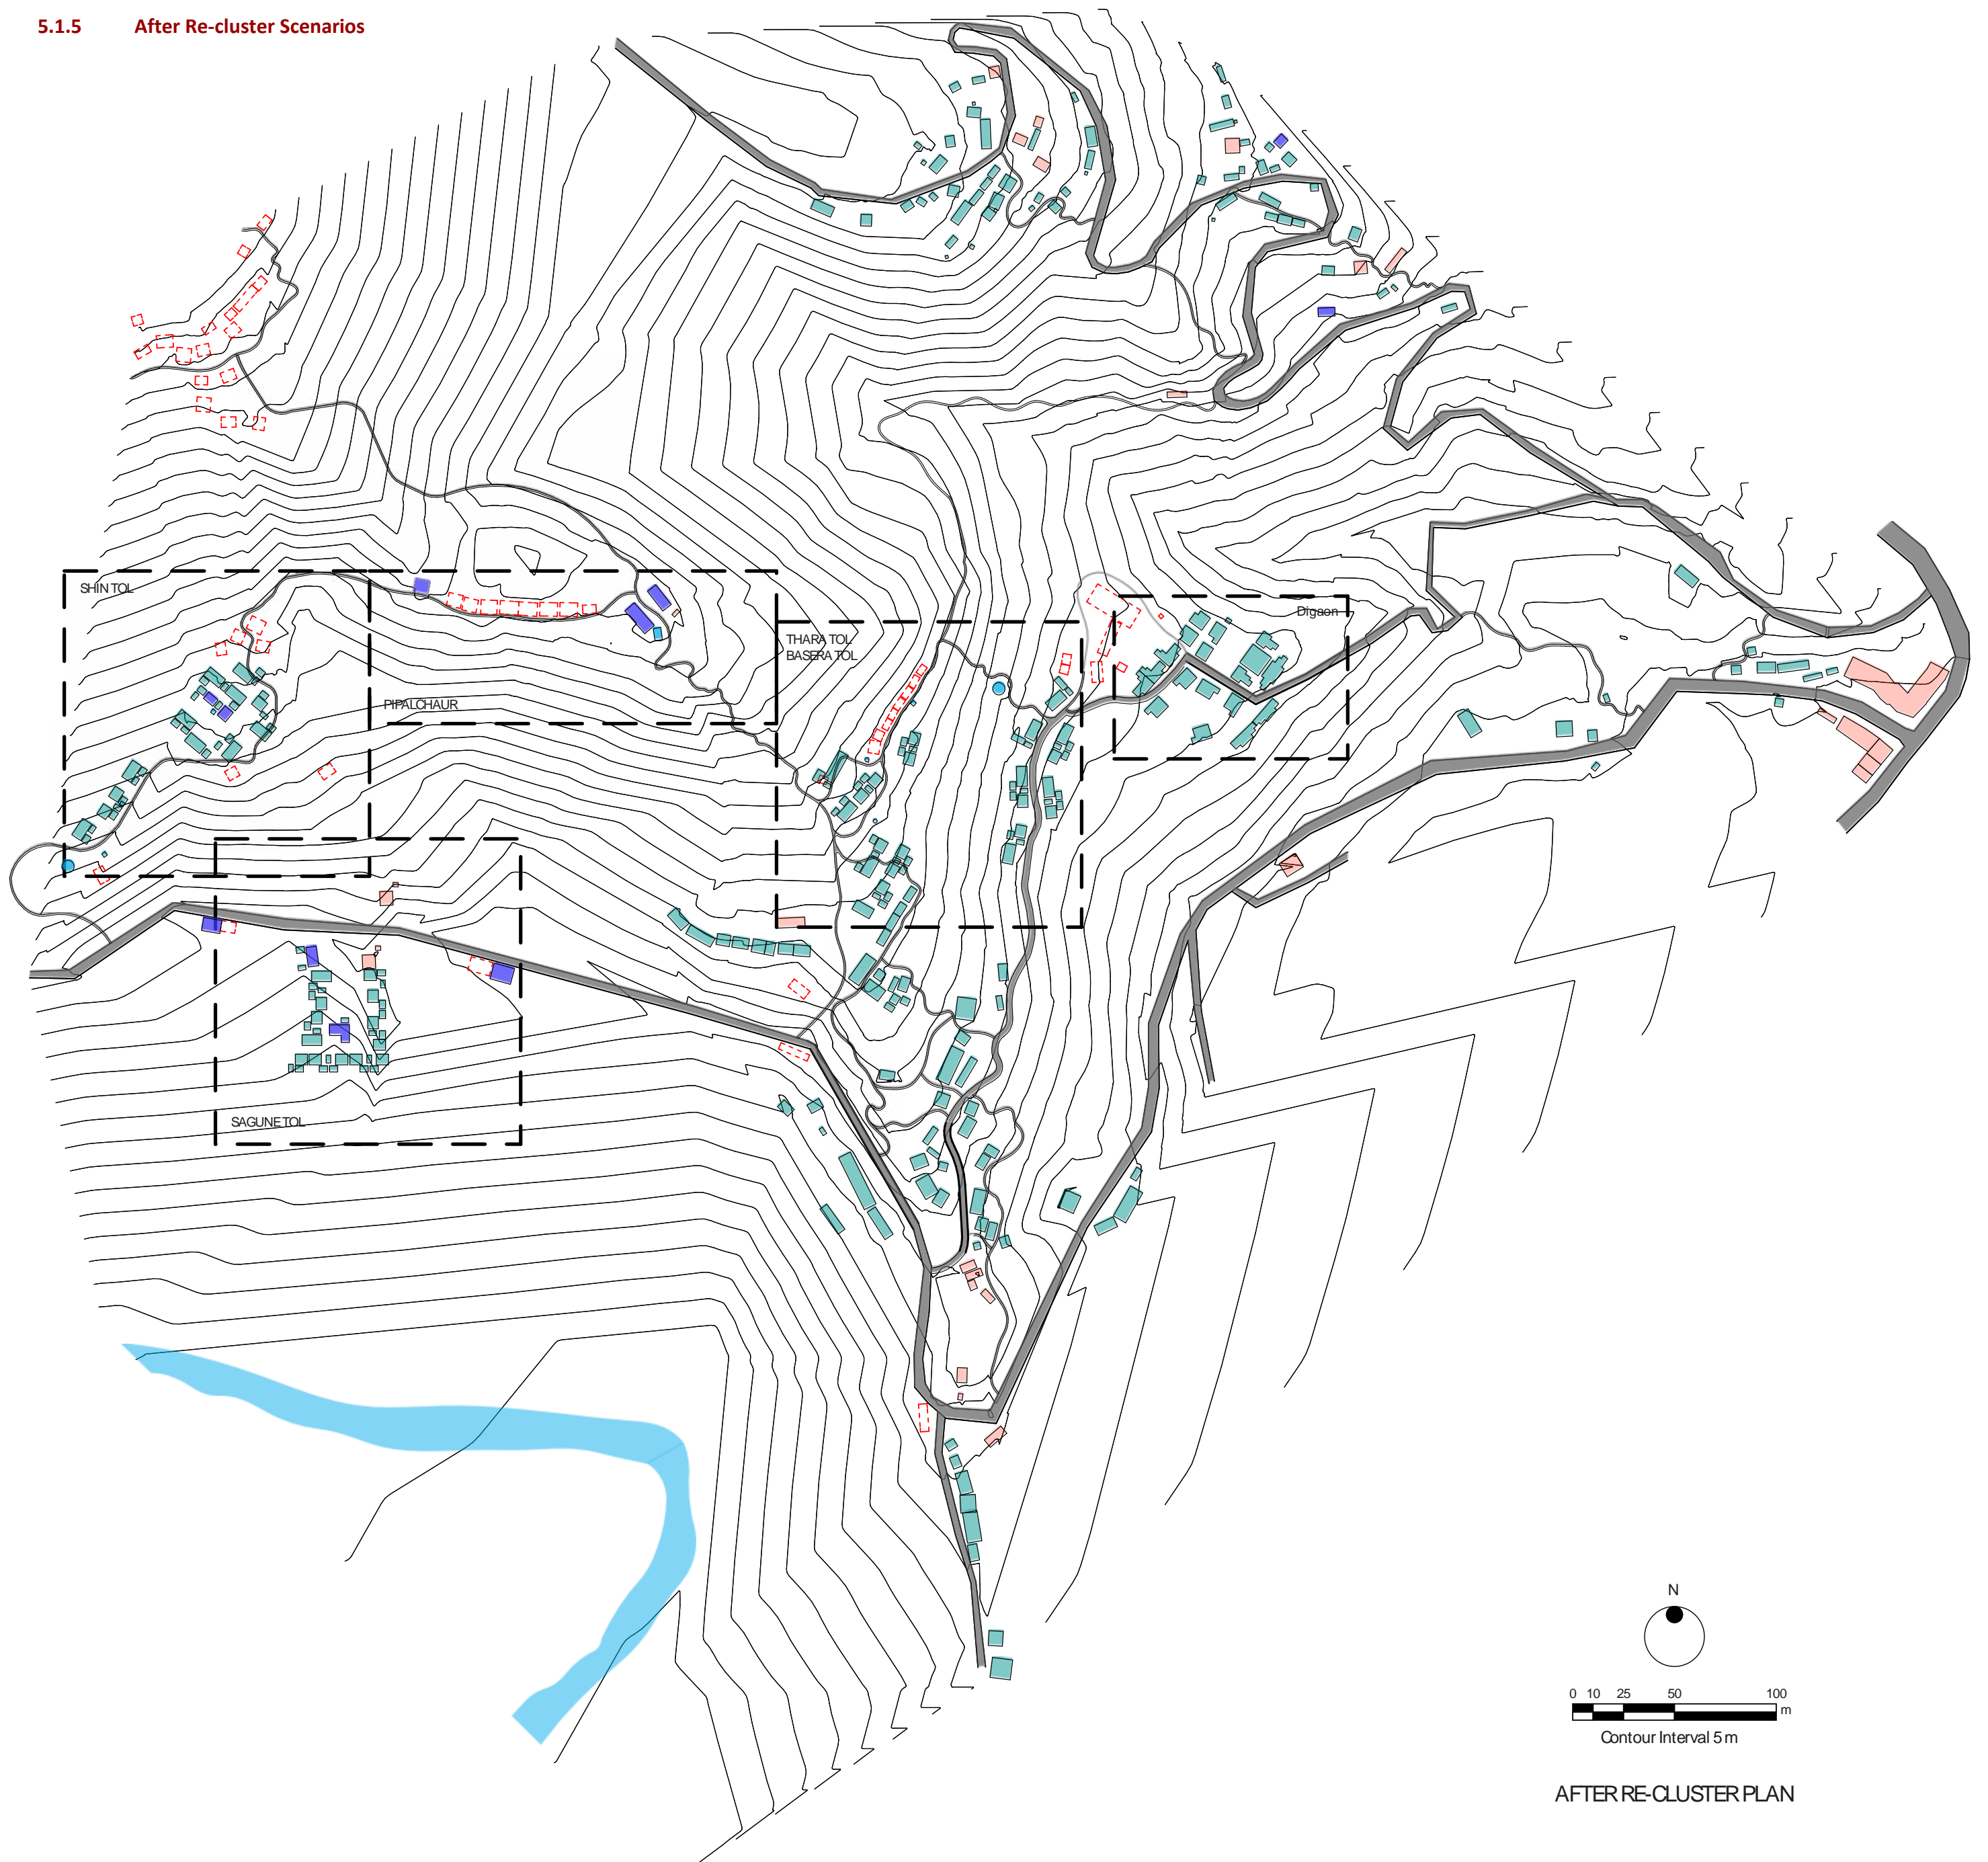 5.1.5 After Re-cluster Scenarios
SHIN TOL
Digaon
THARA TOL
BASERA TOL
PIPALCHAUR
SAGUNE TOL
N
0 10 25 50 100
m
Contour Interval 5 m
AFTER RE-CLUSTER PLAN